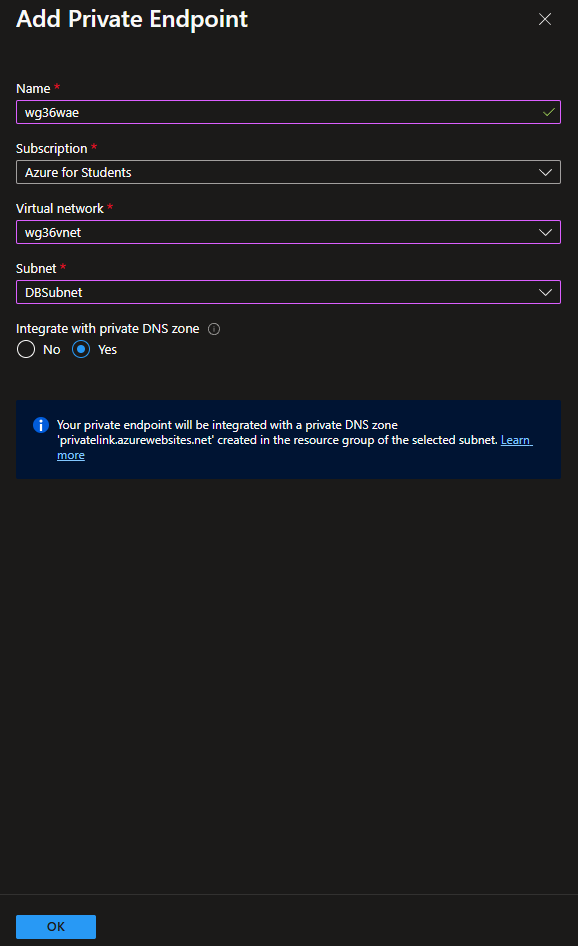 Add Private Endpoint
Name *
wg36wae
Subscription *
Azure for Students
Virtual network *
wg36vnet
Subnet *
DBSubnet
Integrate with private DNS zone
No Yes
Your private endpoint will be integrated with a private DNS zone
'privatelink.azurewebsites.net' created in the resource group of the selected subnet. Learn
more
OK